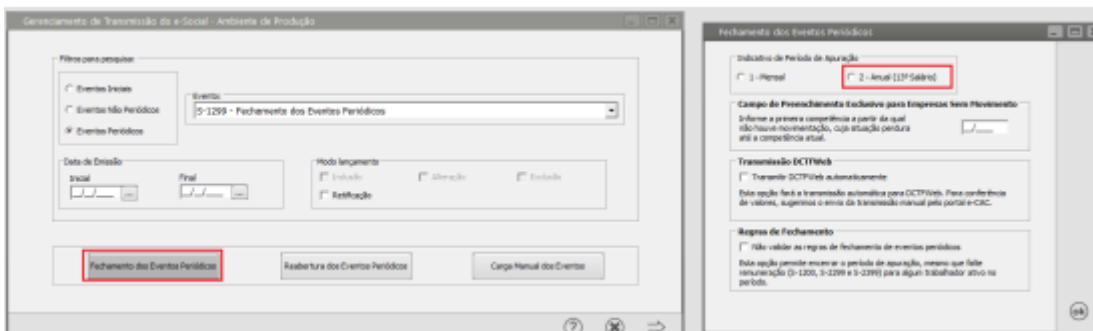 Gerenciamento de Transmissão do e-Social - Ambiente de Produção
Filtros para pesquisar
Eventos Iniciais
Eventos Não Periódicos
Eventos Periódicos
Evento
S-1299 - Fechamento dos Eventos Periódicos
Data de Emissão
Inicial
Final
Modo lançamento
Inclusão
Alteração
Exclusão
Retificação
Fechamento dos Eventos Periódicos
Reabertura dos Eventos Periódicos
Carga Manual dos Eventos
Fechamento dos Eventos Periódicos
Indicativo de Período de Apuração
1 - Mensal
2 - Anual (13º Salário)
Campo de Preenchimento Exclusivo para Empresas Sem Movimento
Informe a primeira competência a partir da qual
não houve movimentação, cuja situação perdura
até a competência atual.
Transmissão DCTFWeb
Transmitir DCTFWeb automaticamente
Esta opção fará a transmissão automática para DCTFWeb. Para conferência
de valores, sugerimos o envio da transmissão manual pelo portal e-CAC.
Regras de Fechamento
Não validar as regras de fechamento de eventos periódicos
Esta opção permite encerrar o período de apuração, mesmo que falte
remuneração (S-1200, S-2299 e S-2399) para algum trabalhador ativo no
período.
ok